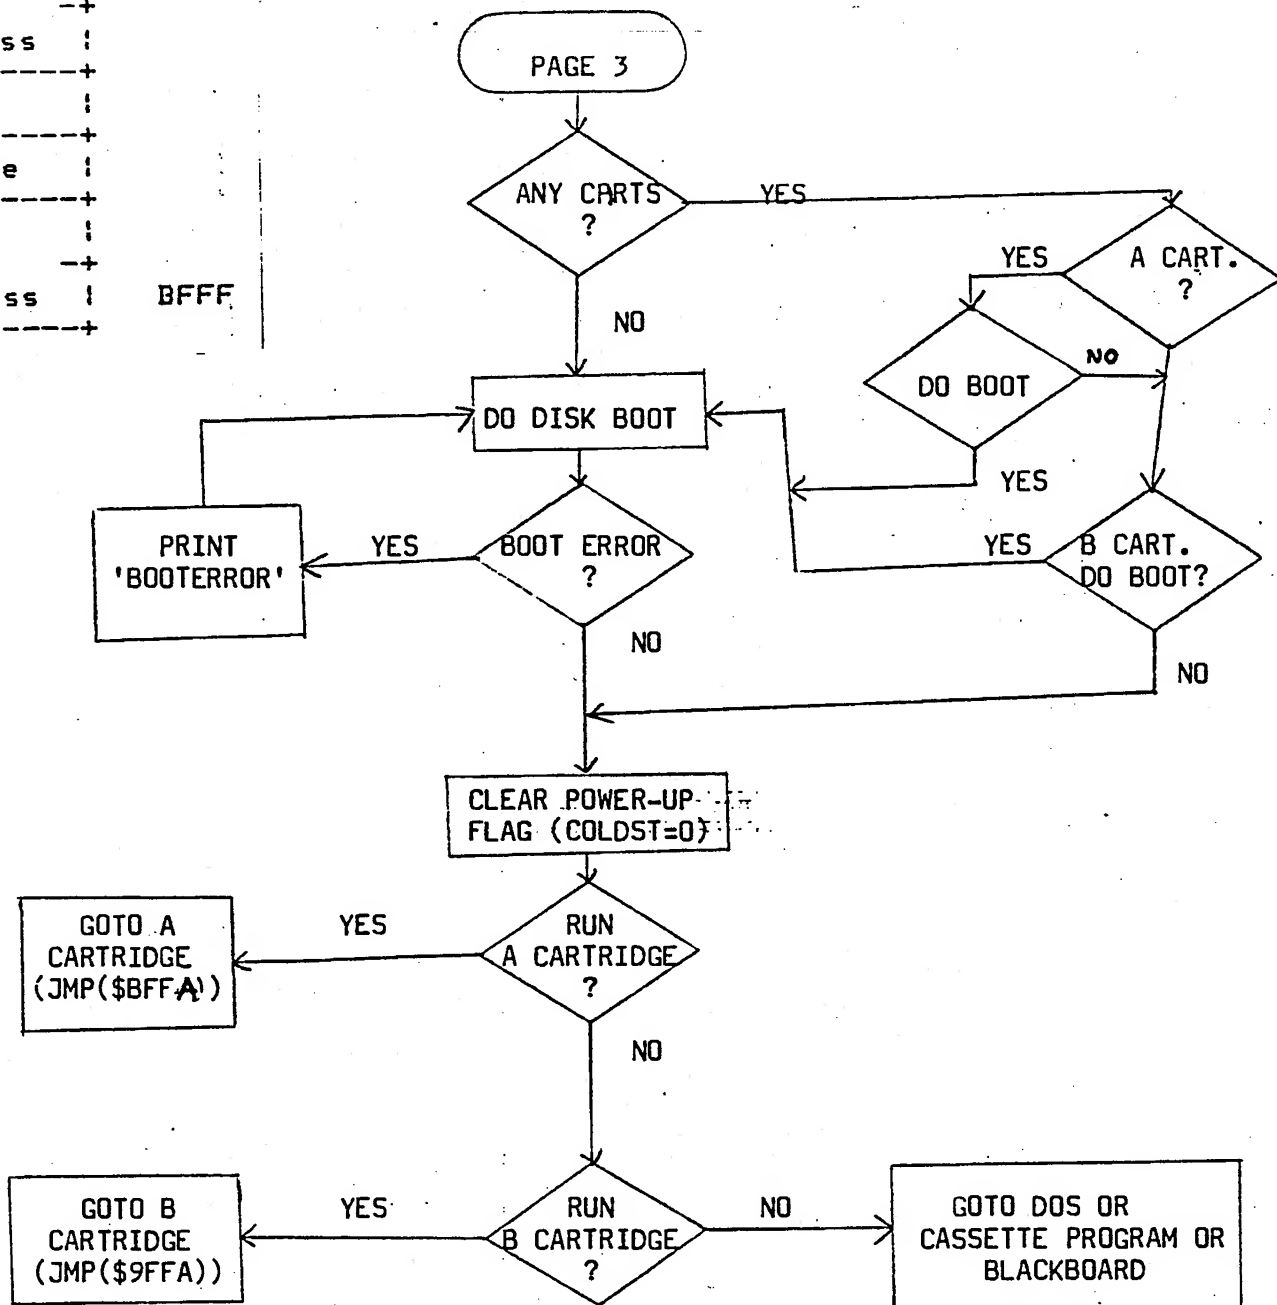 -+
ss ¦
-----+
¦
-----+
e ¦
-----+
¦
-+
ss ¦
-----+
BFFF
PAGE 3
ANY CARTS
?
YES
NO
A CART.
?
YES
DO BOOT
NO
YES
DO DISK BOOT
PRINT
'BOOTERROR'
YES
BOOT ERROR
?
NO
YES
B CART.
DO BOOT?
NO
CLEAR POWER-UP
FLAG (COLDST=0)
GOTO A
CARTRIDGE
(JMP($BFFA))
YES
RUN
A CARTRIDGE
?
NO
GOTO B
CARTRIDGE
(JMP($9FFA))
YES
RUN
B CARTRIDGE
?
NO
GOTO DOS OR
CASSETTE PROGRAM OR
BLACKBOARD